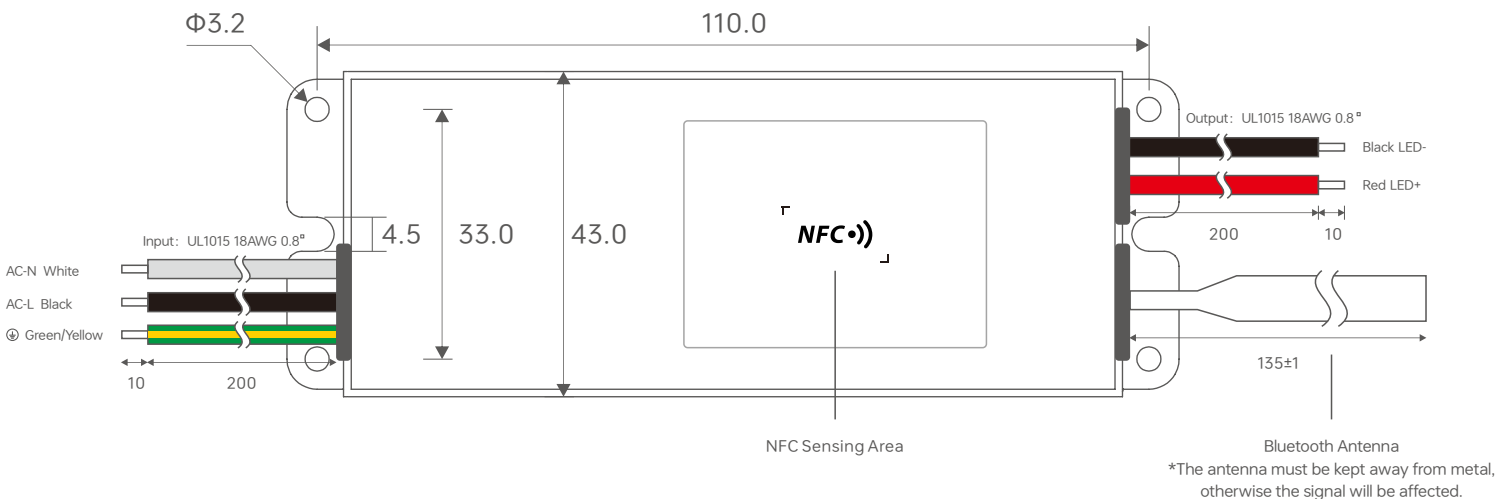 Φ3.2
110.0
Output: UL1015 18AWG 0.8
Black LED-
Red LED+
200
10
4.5
33.0
43.0
NFC
Input: UL1015 18AWG 0.8
AC-N White
AC-L Black
Green/Yellow
10
200
135±1
NFC Sensing Area
Bluetooth Antenna
*The antenna must be kept away from metal,
otherwise the signal will be affected.